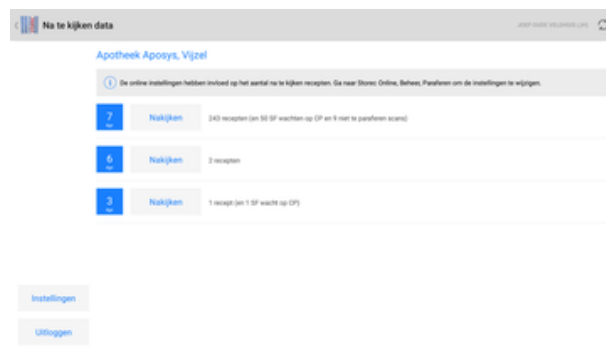 Na te kijken data
Apotheek Aposys, Vijzel
De online instellingen hebben invloed op het aantal na te kijken recepten. Ga naar Storec Online, Beheer, Paraferen om de instellingen te wijzigen.
7
Nakijken
243 recepten (en 50 SF wachten op CP en 9 niet te paraferen scans)
6
Nakijken
2 recepten
3
Nakijken
1 recept (en 1 SF wacht op CP)
Instellingen
Uitloggen